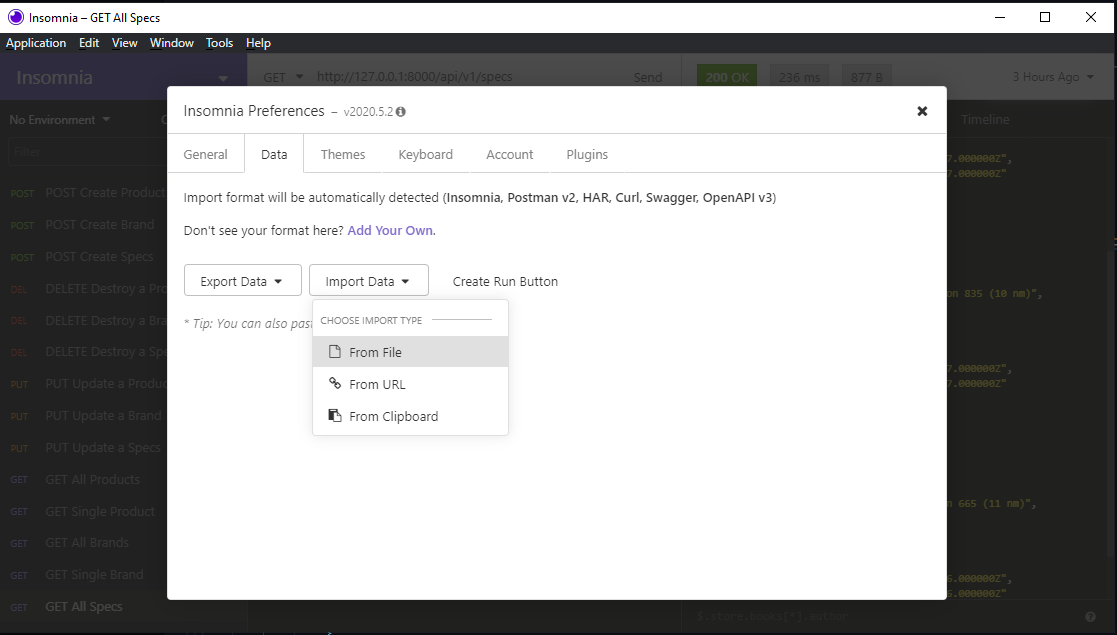 Insomnia – GET All Specs
Application Edit View Window Tools Help
Insomnia
GET http://127.0.0.1:8000/api/v1/specs Send 200 OK 236 ms 877 B 3 Hours Ago
Insomnia Preferences – v2020.5.2
No Environment
Timeline
General Data Themes Keyboard Account Plugins
Filter
7.000000Z",
7.000000Z"
Import format will be automatically detected (Insomnia, Postman v2, HAR, Curl, Swagger, OpenAPI v3)
Don't see your format here? Add Your Own.
Export Data Import Data Create Run Button
* Tip: You can also past
CHOOSE IMPORT TYPE
From File
From URL
From Clipboard
POST POST Create Product
POST POST Create Brand
POST POST Create Specs
DEL DELETE Destroy a Pro
DEL DELETE Destroy a Bra
DEL DELETE Destroy a Spe
PUT PUT Update a Produc
PUT PUT Update a Brand
PUT PUT Update a Specs
GET GET All Products
GET GET Single Product
GET GET All Brands
GET GET Single Brand
GET GET All Specs
n 835 (10 nm)",
7.000000Z",
7.000000Z"
n 665 (11 nm)",
6.000000Z",
6.000000Z"
$.store.books[*].author